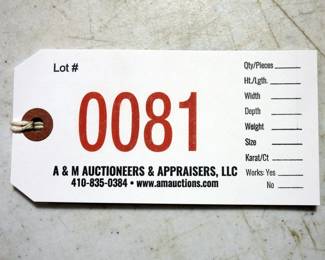 Lot #
0081
A & M AUCTIONEERS & APPRAISERS, LLC
410-835-0384 • www.amauctions.com
Qty/Pieces
Ht./Lgth.
Width
Depth
Weight
Size
Karat/Ct
Works: Yes
No